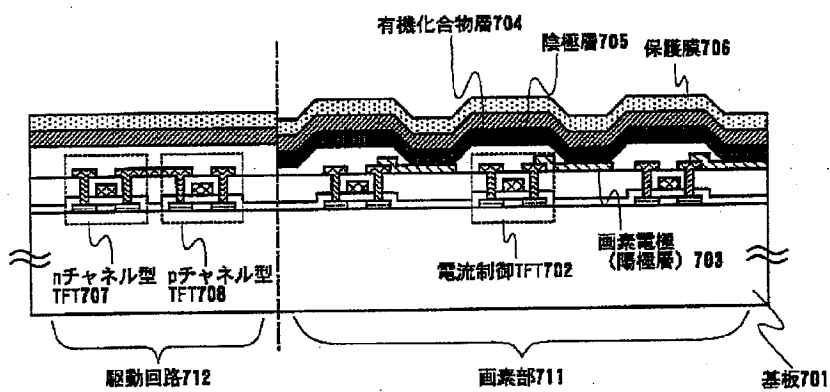 有機化合物層704
陰極層705
保護膜706
nチャネル型
TFT707
pチャネル型
TFT708
電流制御TFT702
画素電極
(陽極層)703
駆動回路712
画素部711
基板701